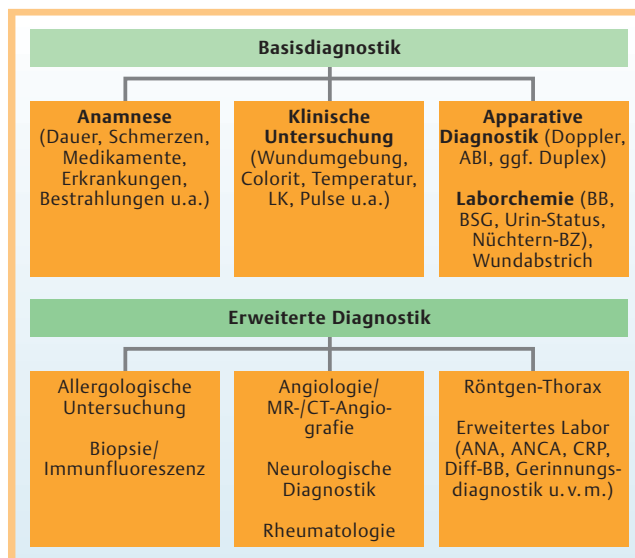 Basisdiagnostik
Anamnese
(Dauer, Schmerzen,
Medikamente,
Erkrankungen,
Bestrahlungen u.a.)
Klinische
Untersuchung
(Wundumgebung,
Colorit, Temperatur,
LK, Pulse u.a.)
Apparative
Diagnostik (Doppler,
ABI, ggf. Duplex)
Laborchemie (BB,
BSG, Urin-Status,
Nüchtern-BZ),
Wundabstrich
Erweiterte Diagnostik
Allergologische
Untersuchung
Biopsie/
Immunfluoreszenz
Angiologie/
MR-/CT-Angio-
grafie
Neurologische
Diagnostik
Rheumatologie
Röntgen-Thorax
Erweitertes Labor
(ANA, ANCA, CRP,
Diff-BB, Gerinnungs-
diagnostik u. v. m.)